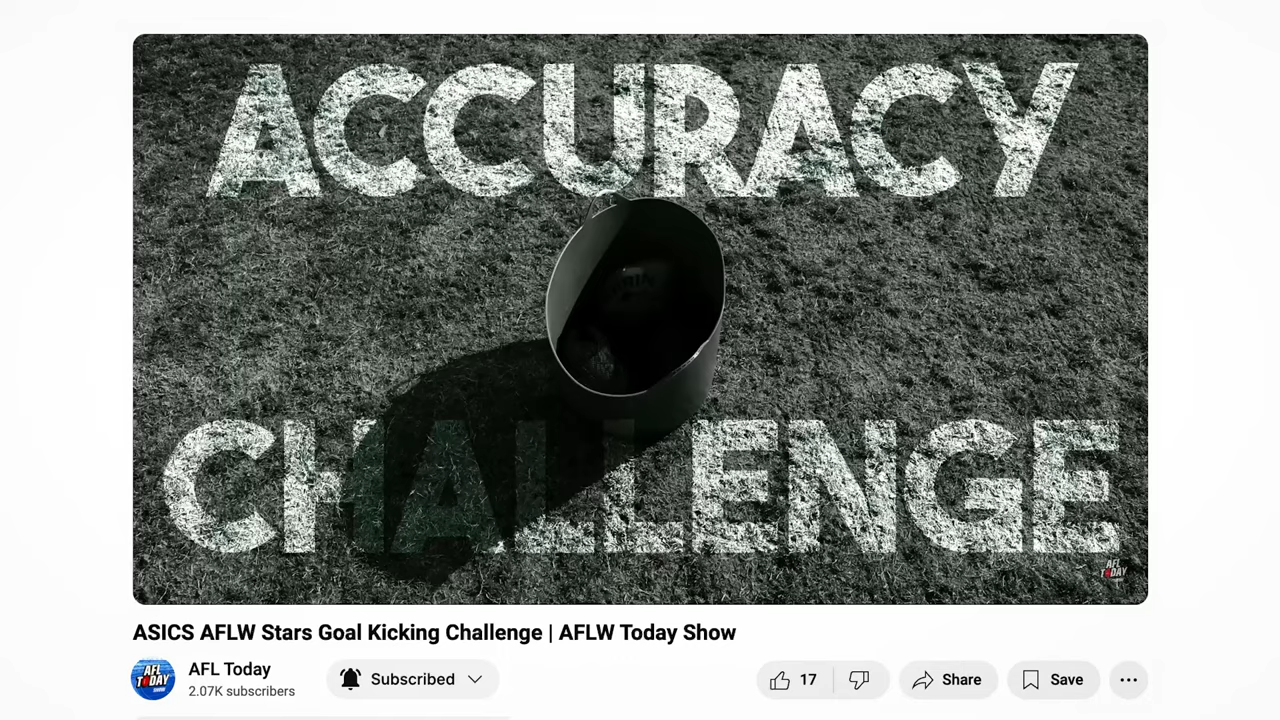 ACCURACY
CHALLENGE
AFL
TODAY
ASICS AFLW Stars Goal Kicking Challenge | AFLW Today Show
AFL
TODAY
SHOW
AFL Today
2.07K subscribers
Subscribed
17
Share
Save